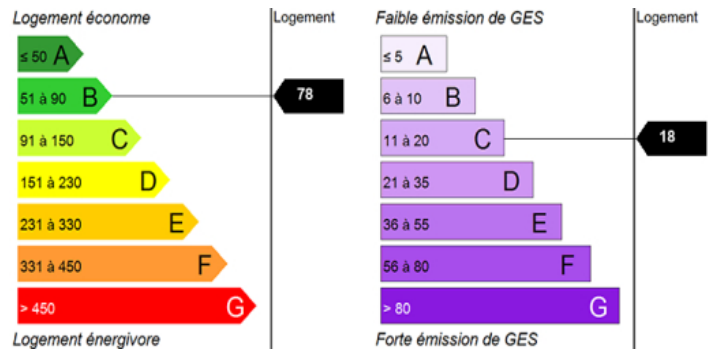 Logement économe
Logement
≤ 50 A
51 à 90 B
78
91 à 150 C
151 à 230 D
231 à 330 E
331 à 450 F
> 450 G
Logement énergivore
Faible émission de GES
Logement
≤ 5 A
6 à 10 B
11 à 20 C
18
21 à 35 D
36 à 55 E
56 à 80 F
> 80 G
Forte émission de GES